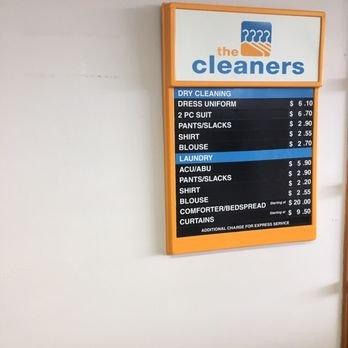 the
cleaners
DRY CLEANING
DRESS UNIFORM $ 6.10
2 PC SUIT $ 6.70
PANTS/SLACKS $ 2.90
SHIRT $ 2.55
BLOUSE $ 2.70
LAUNDRY
ACU/ABU $ 5.90
PANTS/SLACKS $ 2.90
SHIRT $ 2.20
BLOUSE $ 2.55
COMFORTER/BEDSPREAD Starting at $ 20.00
CURTAINS Starting at $ 9.50
ADDITIONAL CHARGE FOR EXPRESS SERVICE